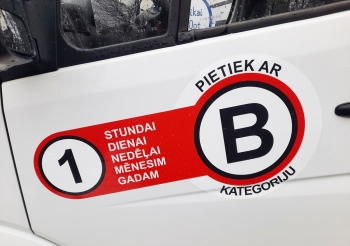 1
STUNDAI
DIENAI
NEDĒĻAI
MĒNESIM
GADAM
PIETIEK AR
B
KATEGORIJU